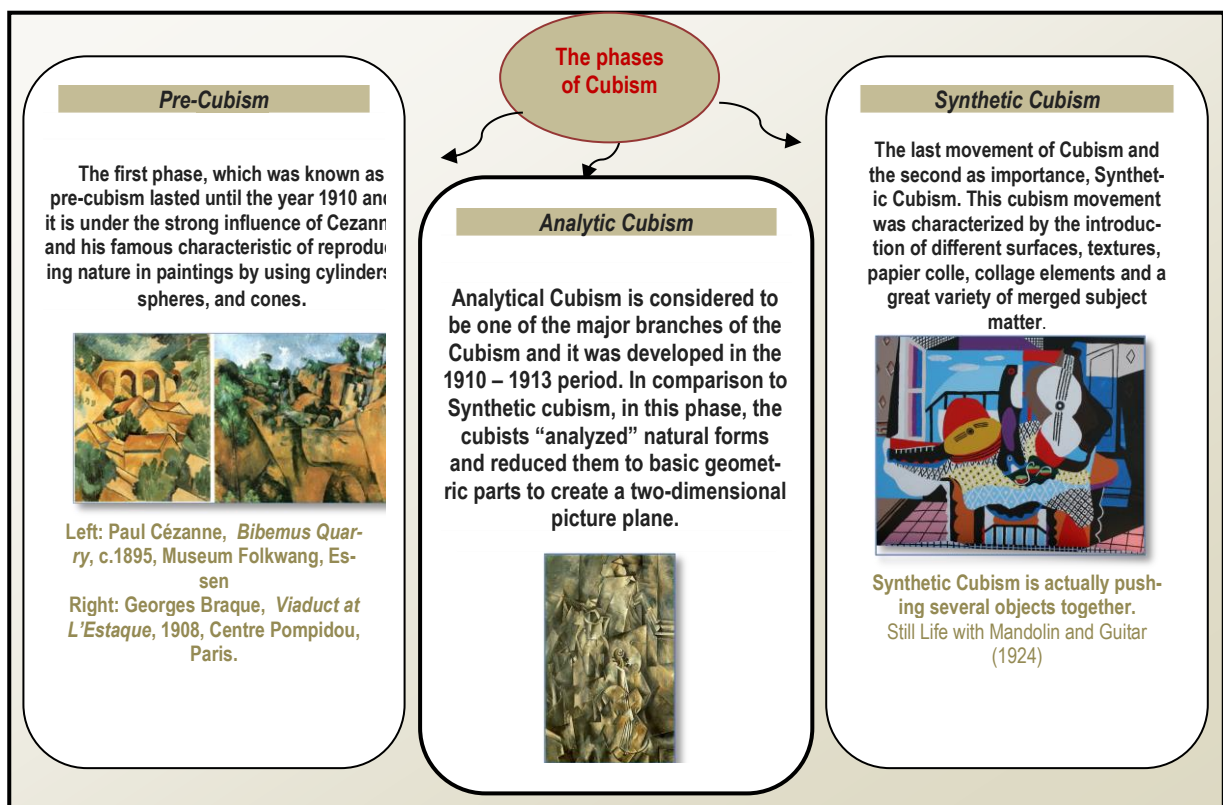 The phases
of Cubism
Pre-Cubism
The first phase, which was known as
pre-cubism lasted until the year 1910 and
it is under the strong influence of Cezann
and his famous characteristic of reproduc
ing nature in paintings by using cylinders
spheres, and cones.
Left: Paul Cézanne, Bibemus Quar-
ry, c.1895, Museum Folkwang, Es-
sen
Right: Georges Braque, Viaduct at
L'Estaque, 1908, Centre Pompidou,
Paris.
Analytic Cubism
Analytical Cubism is considered to
be one of the major branches of the
Cubism and it was developed in the
1910 – 1913 period. In comparison to
Synthetic cubism, in this phase, the
cubists “analyzed” natural forms
and reduced them to basic geomet-
ric parts to create a two-dimensional
picture plane.
Synthetic Cubism
The last movement of Cubism and
the second as importance, Synthet-
ic Cubism. This cubism movement
was characterized by the introduc-
tion of different surfaces, textures,
papier colle, collage elements and a
great variety of merged subject
matter.
Synthetic Cubism is actually push-
ing several objects together.
Still Life with Mandolin and Guitar
(1924)